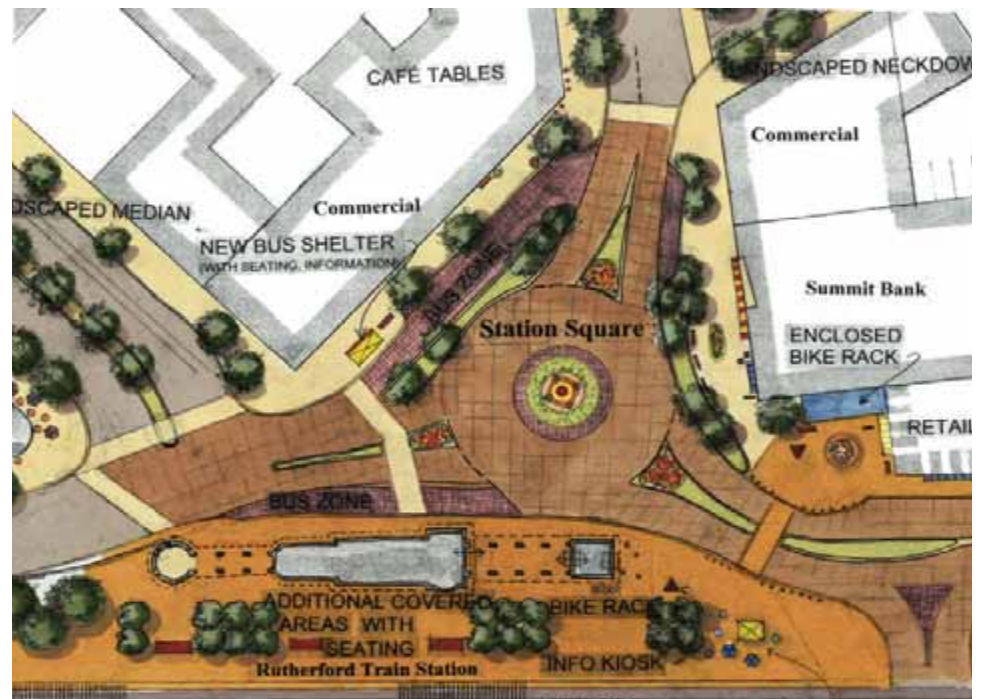 CAFE TABLES
LANDSCAPED NECKDOW
Commercial
DSCAPED MEDIAN
Commercial
NEW BUS SHELTER
(WITH SEATING, INFORMATION)
BUS ZONE
Station Square
Summit Bank
ENCLOSED
BIKE RACK
RETAIL
BUS ZONE
ADDITIONAL COVERED
AREAS WITH
SEATING
BIKE RACK
INFO KIOSK
Rutherford Train Station